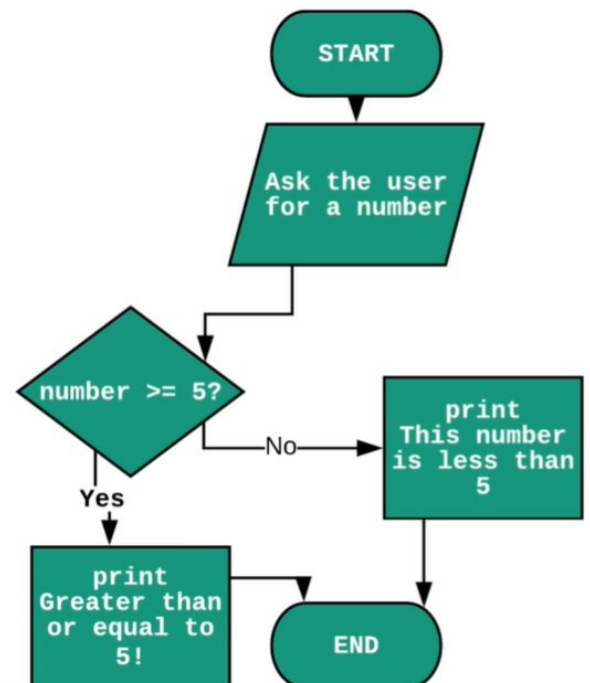 START
Ask the user
for a number
number >= 5?
No
print
This number
is less than
5
Yes
print
Greater than
or equal to
5!
END